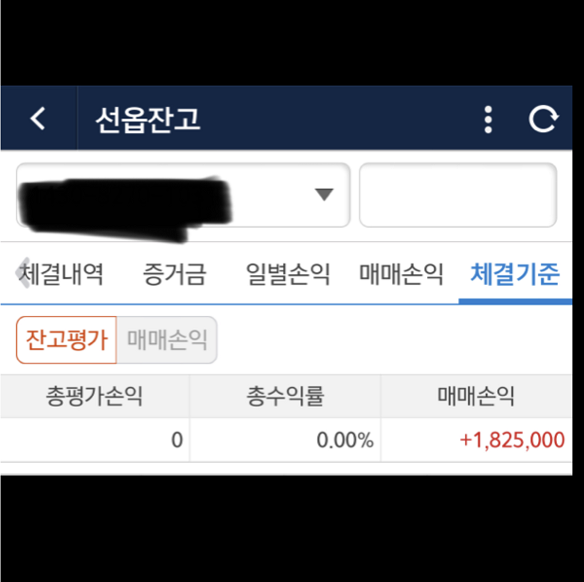 선옵잔고
체결내역 증거금 일별손익 매매손익 체결기준
잔고평가 매매손익
총평가손익 총수익률 매매손익
0 0.00% +1,825,000